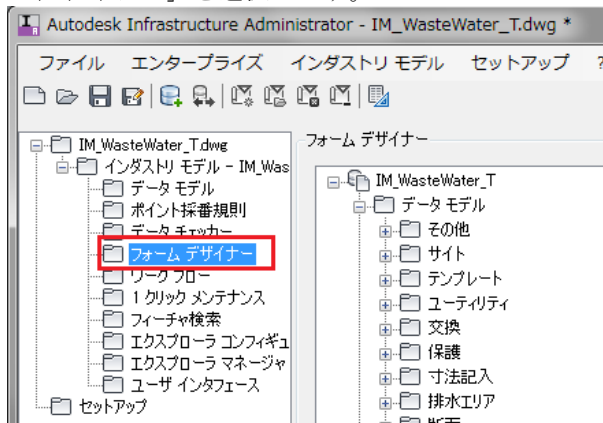 Autodesk Infrastructure Admin
istrator - IM_WasteWater_T.dwg *
ファイル エンタープライズ インダストリ モデル セットアップ ?
IM_WasteWater_T.dwg
インダストリ モデル - IM_Was
データ モデル
ポイント採番規則
データ チェッカー
フォーム デザイナー
ワーク フロー
1 クリック メンテナンス
フィーチャ検索
エクスプローラ コンフィギュ
エクスプローラ マネージャ
ユーザ インタフェース
セットアップ
フォーム デザイナー
IM_WasteWater_T
データ モデル
その他
サイト
テンプレート
ユーティリティ
交換
保護
寸法記入
排水エリア